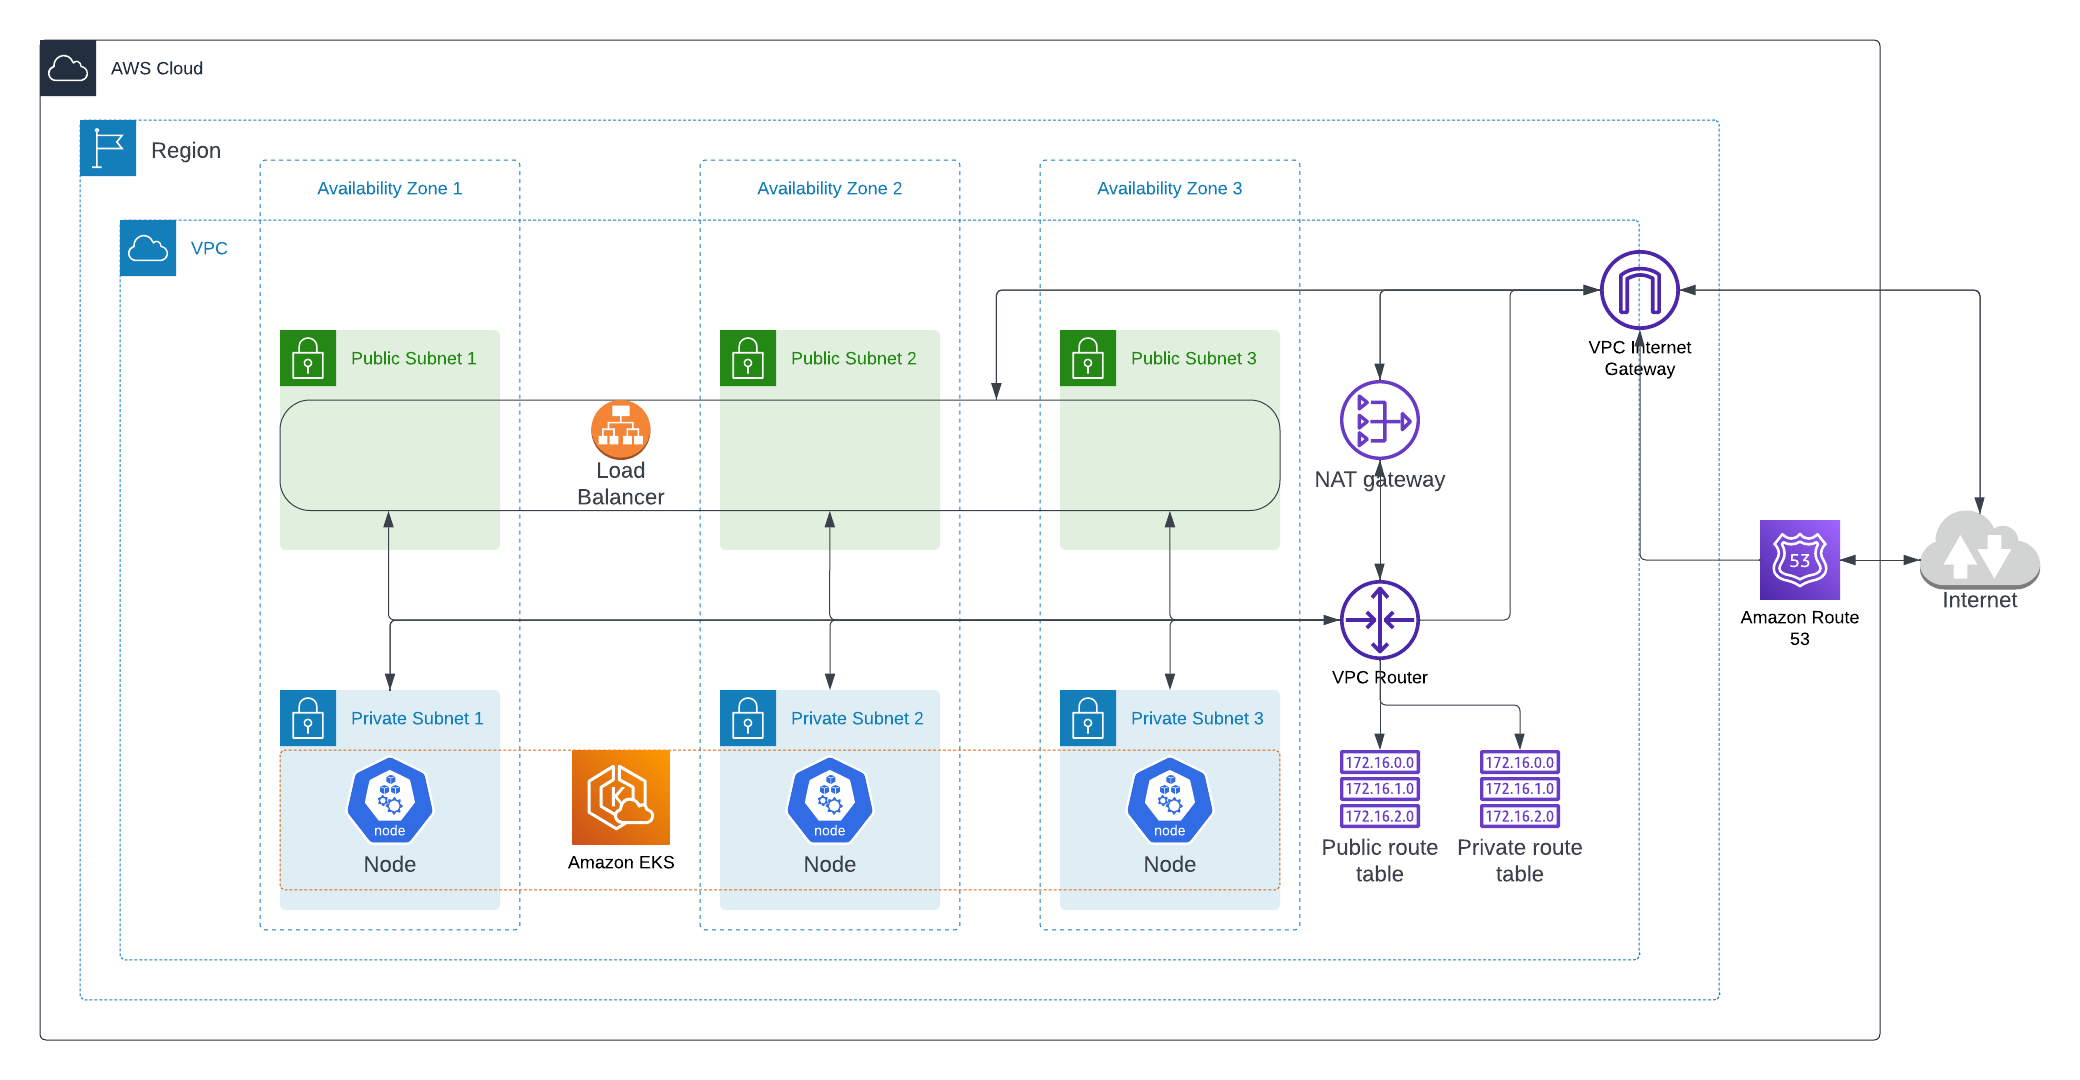 AWS Cloud
Region
Availability Zone 1
Availability Zone 2
Availability Zone 3
VPC
Public Subnet 1
Public Subnet 2
Public Subnet 3
VPC Internet
Gateway
Load
Balancer
NAT gateway
53
Internet
Amazon Route
53
VPC Router
Private Subnet 1
Private Subnet 2
Private Subnet 3
K
node
Node
Amazon EKS
node
Node
node
Node
172.16.0.0
172.16.1.0
172.16.2.0
Public route
table
172.16.0.0
172.16.1.0
172.16.2.0
Private route
table